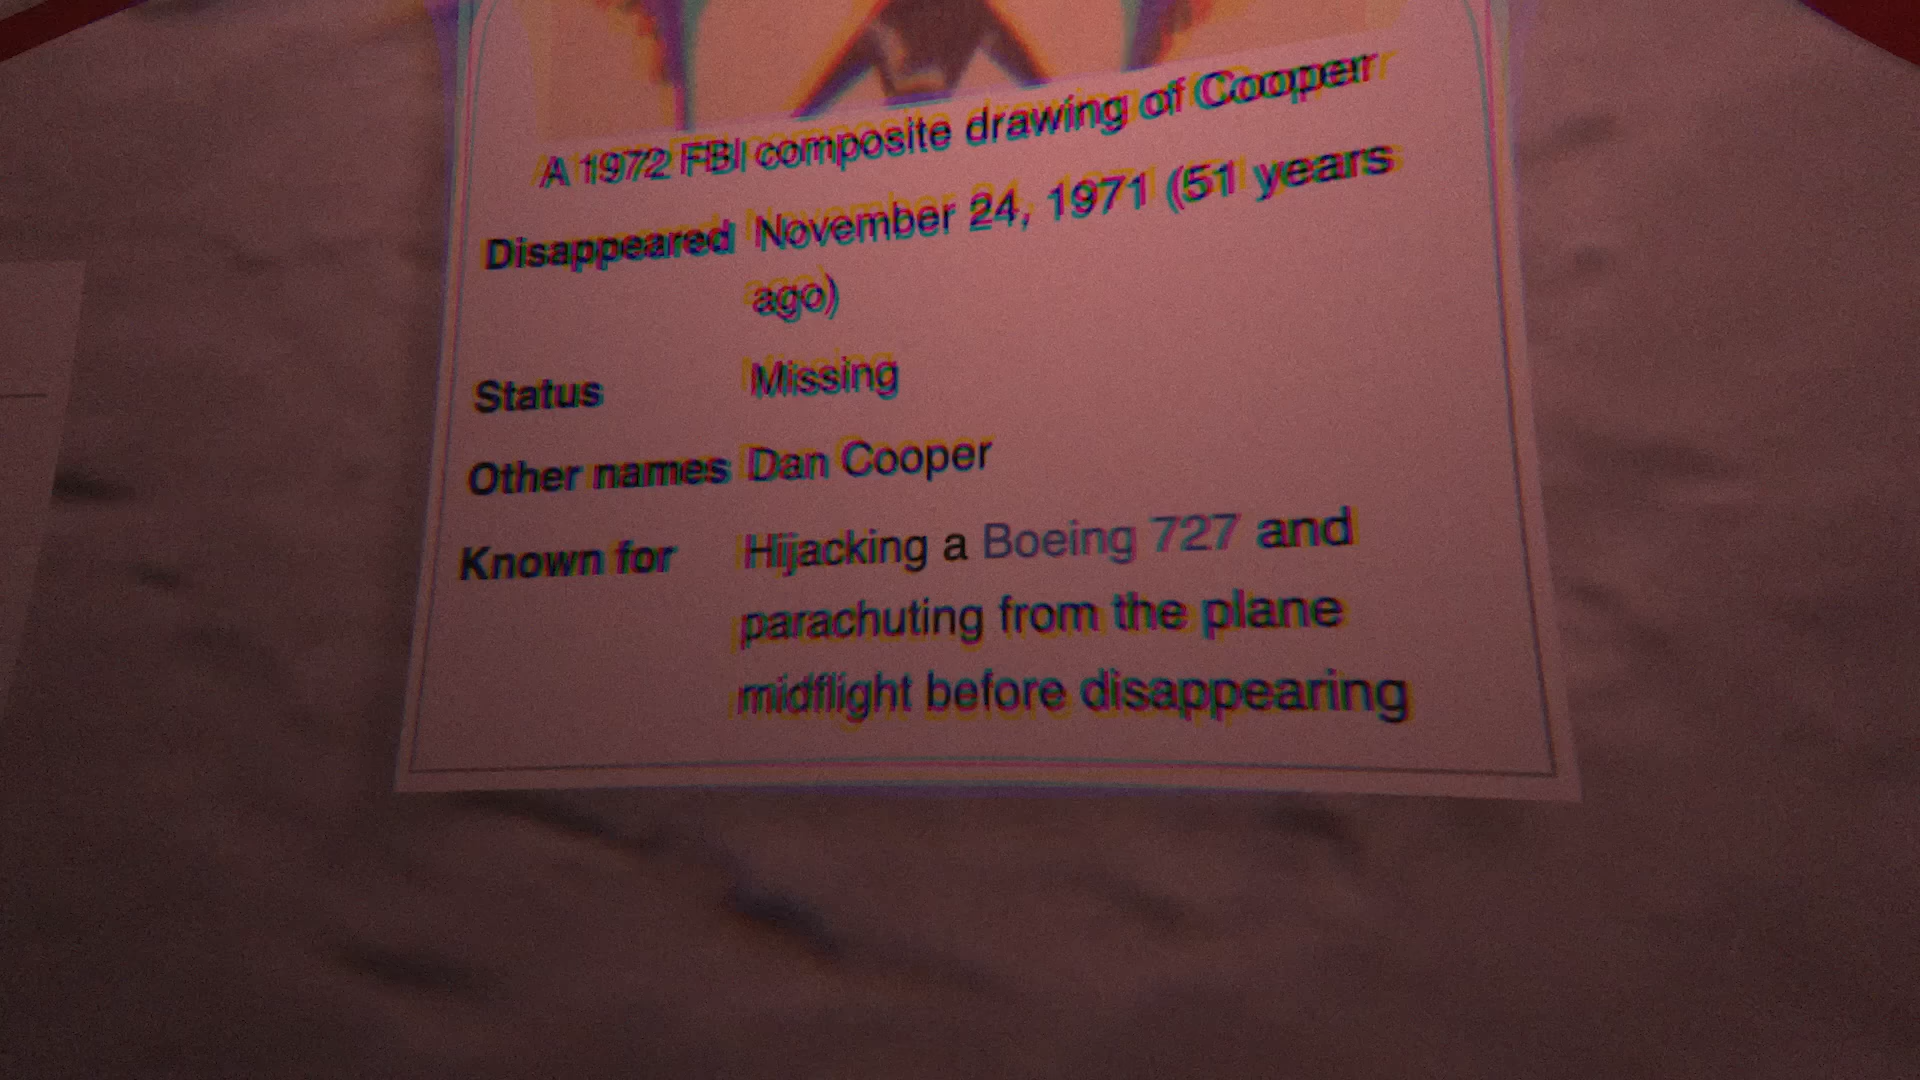 A 1972 FBI composite drawing of Cooper
Disappeared November 24, 1971 (51 years
ago)
Status Missing
Other names Dan Cooper
Known for Hijacking a Boeing 727 and
parachuting from the plane
midflight before disappearing